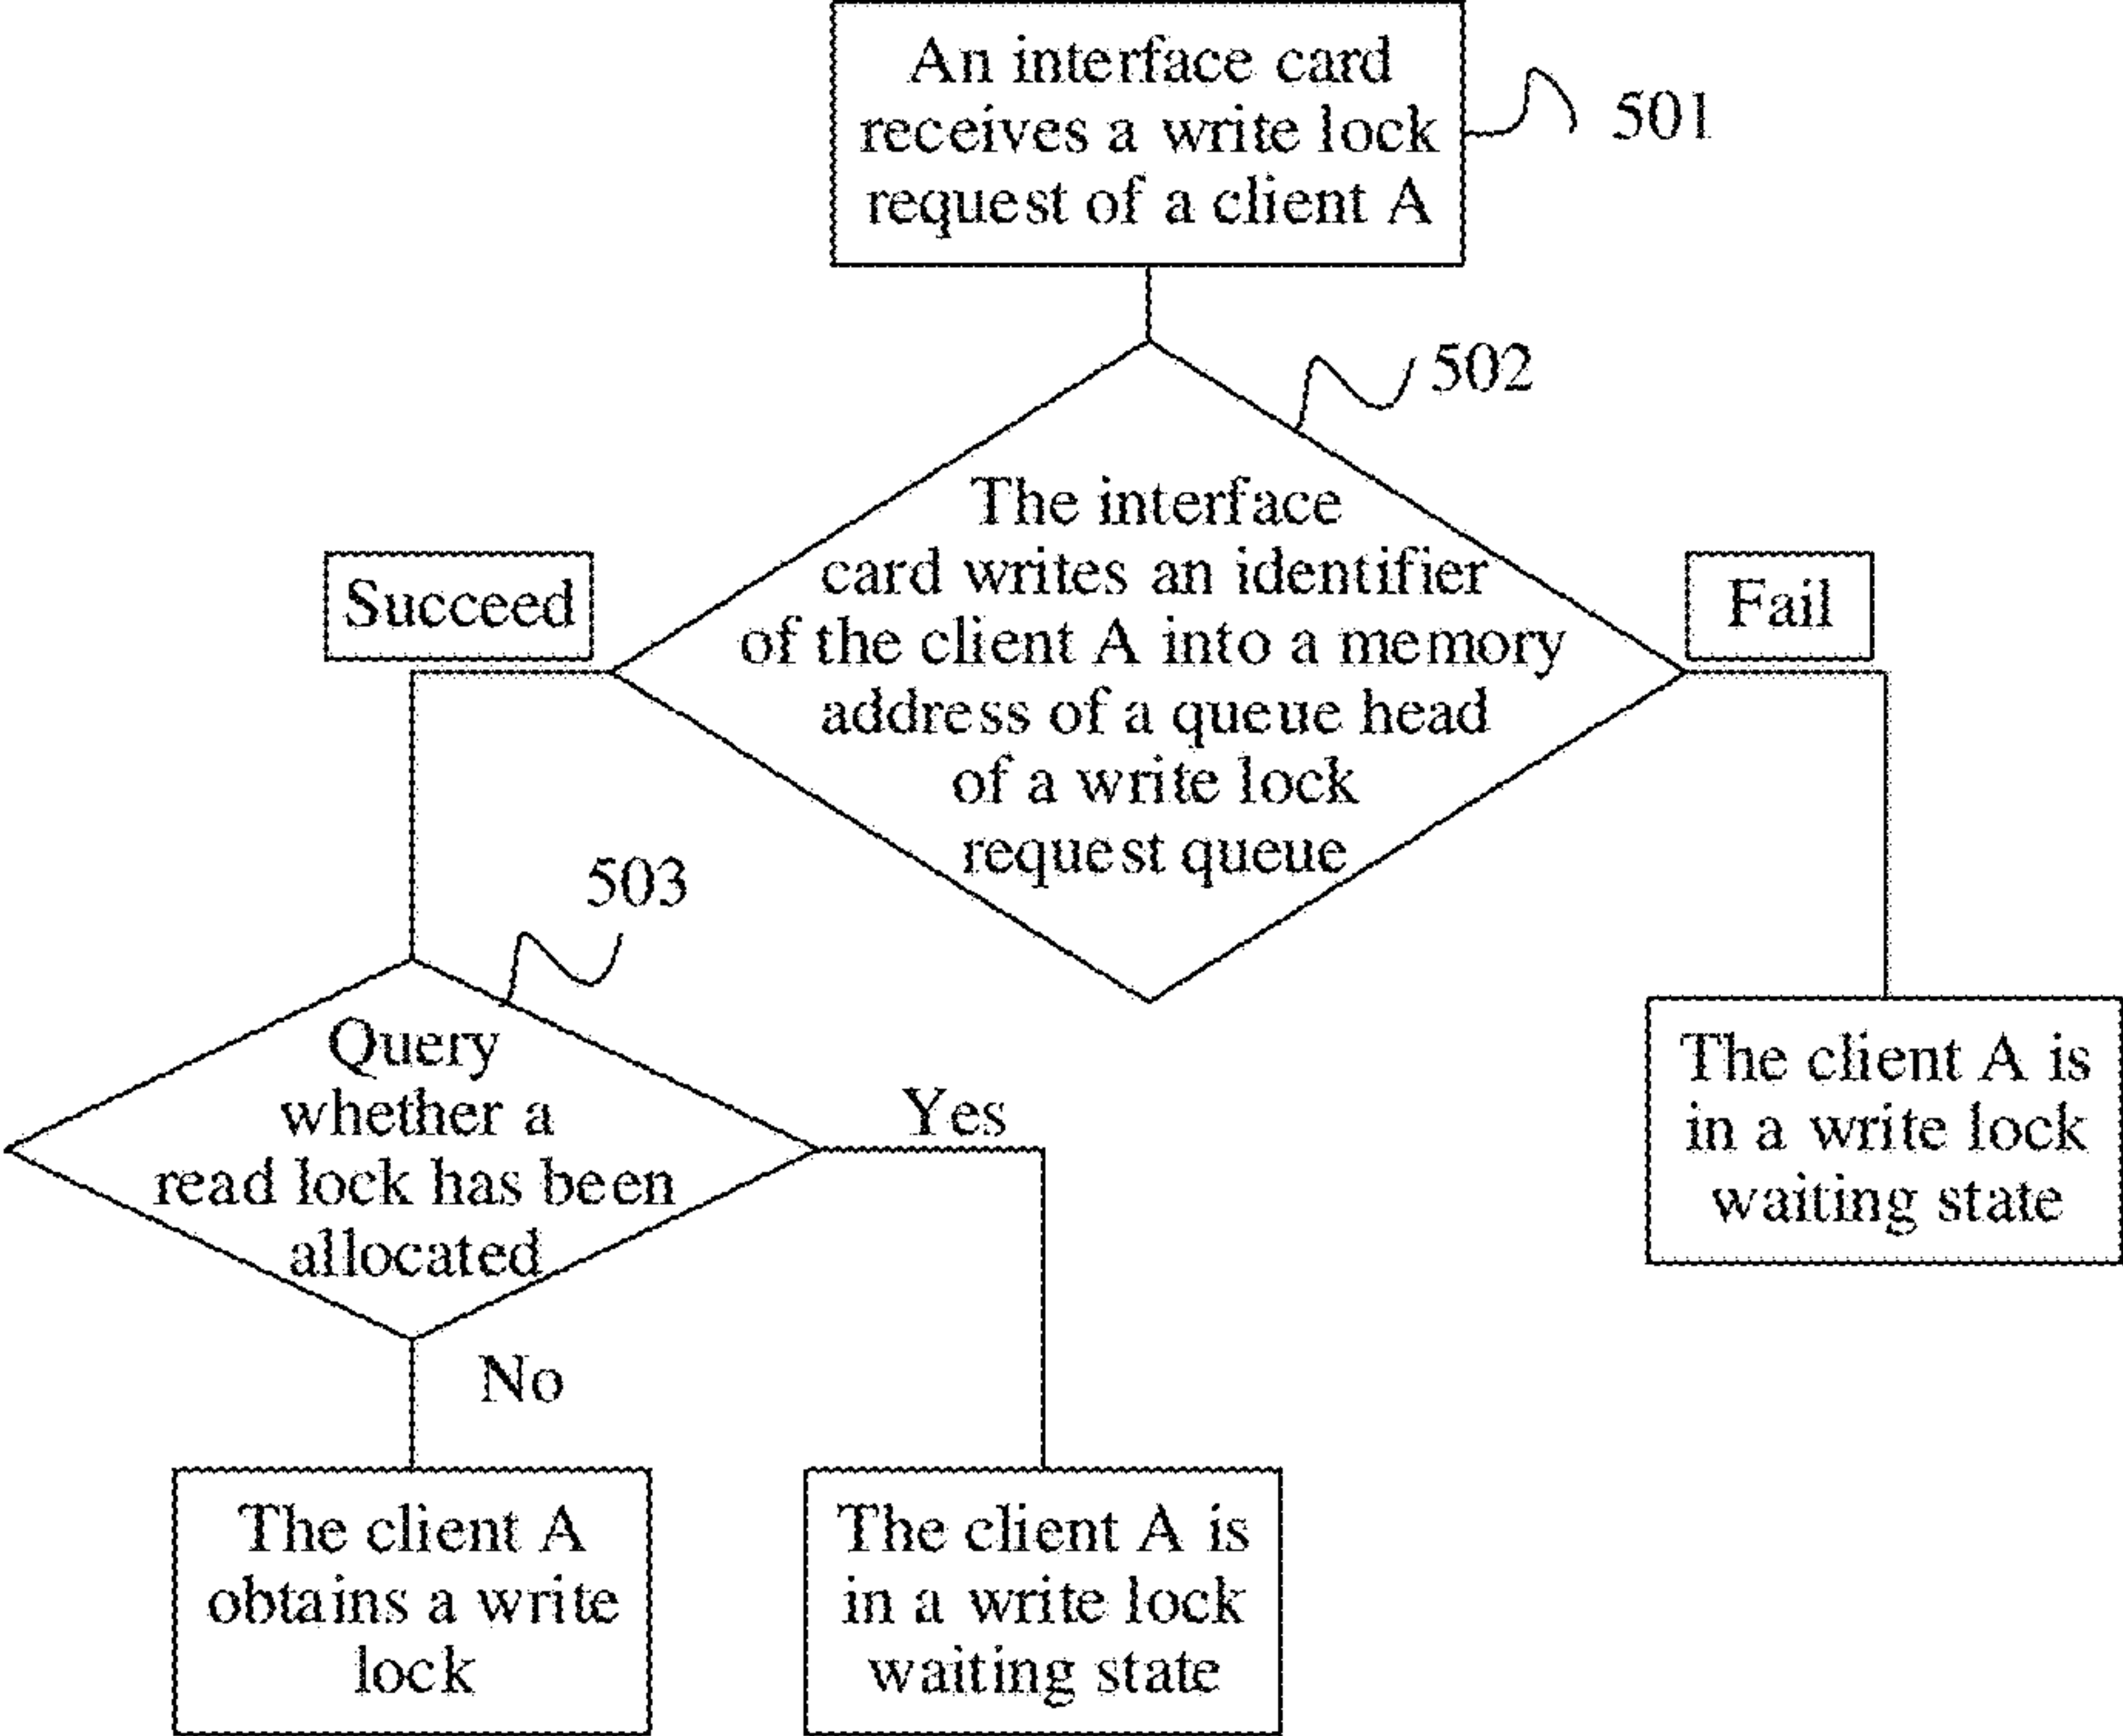 An interface card
receives a write lock
request of a client A
501
502
The interface
card writes an identifier
of the client A into a memory
address of a queue head
of a write lock
request queue
Succeed
Fail
503
Query
whether a
read lock has been
allocated
Yes
No
The client A is
in a write lock
waiting state
The client A
obtains a write
lock
The client A is
in a write lock
waiting state